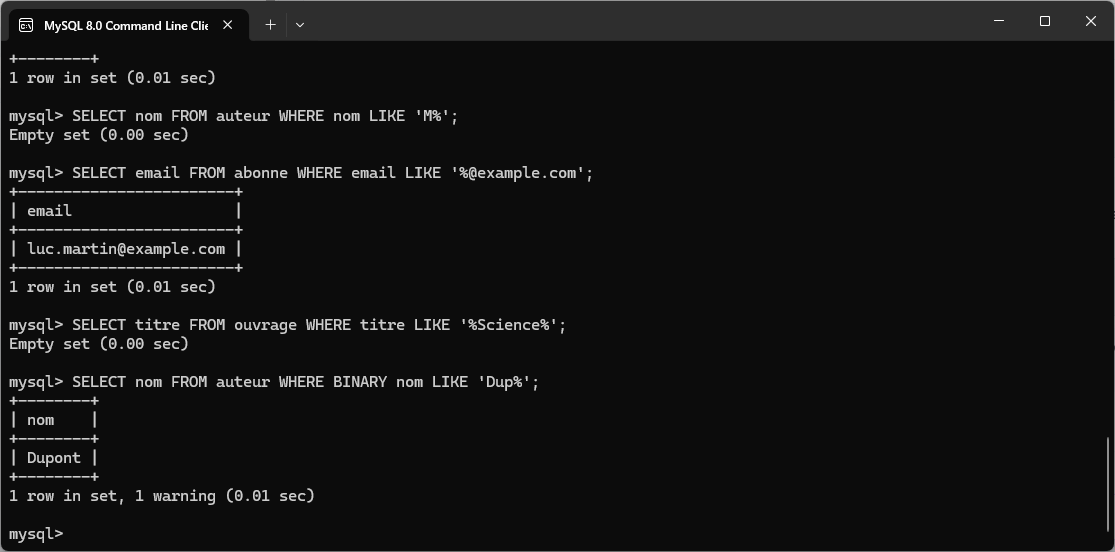 MySQL 8.0 Command Line Clie
+--------+
1 row in set (0.01 sec)
mysql> SELECT nom FROM auteur WHERE nom LIKE 'M%';
Empty set (0.00 sec)
mysql> SELECT email FROM abonne WHERE email LIKE '%@example.com';
+------------------------+
| email                  |
+------------------------+
| luc.martin@example.com |
+------------------------+
1 row in set (0.01 sec)
mysql> SELECT titre FROM ouvrage WHERE titre LIKE '%Science%';
Empty set (0.00 sec)
mysql> SELECT nom FROM auteur WHERE BINARY nom LIKE 'Dup%';
+--------+
| nom    |
+--------+
| Dupont |
+--------+
1 row in set, 1 warning (0.01 sec)
mysql>